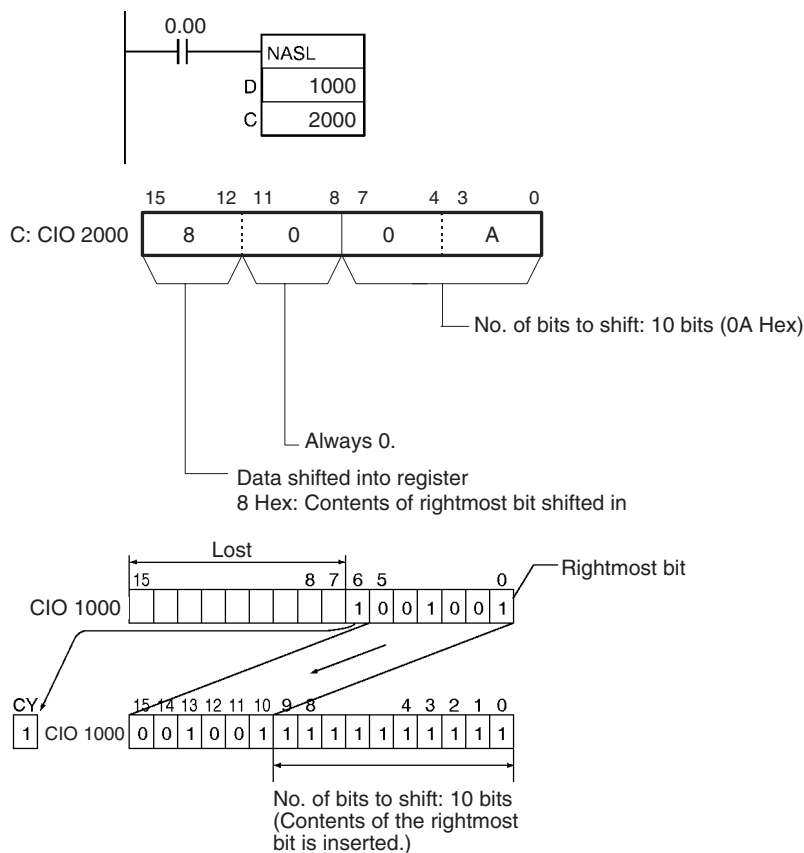 0.00
NASL
D 1000
C 2000
15 12 11 8 7 4 3 0
C: CIO 2000 8 0 0 A
No. of bits to shift: 10 bits (0A Hex)
Always 0.
Data shifted into register
8 Hex: Contents of rightmost bit shifted in
Lost
15 8 7 6 5 0
Rightmost bit
CIO 1000 1 0 0 1 0 0 1
CY 15 14 13 12 11 10 9 8 4 3 2 1 0
1 CIO 1000 0 0 1 0 0 1 1 1 1 1 1 1 1 1 1 1
No. of bits to shift: 10 bits
(Contents of the rightmost
bit is inserted.)